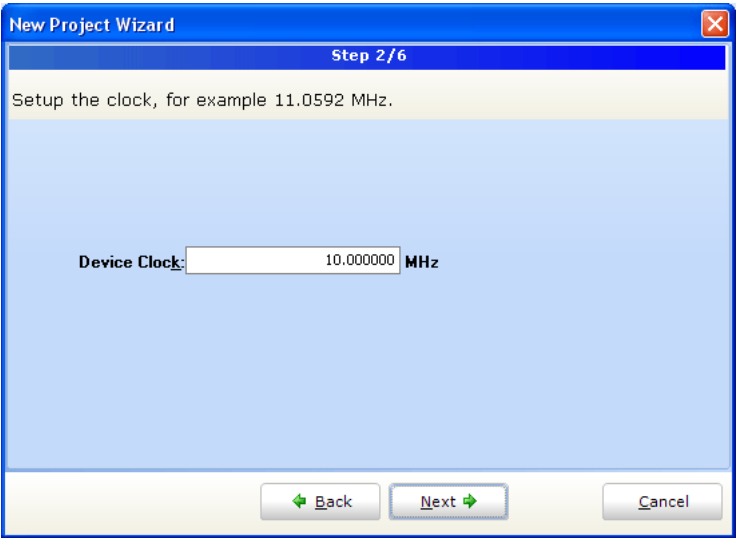 New Project Wizard
Step 2/6
Setup the clock, for example 11.0592 MHz.
Device Clock: 10.000000 MHz
Back Next Cancel